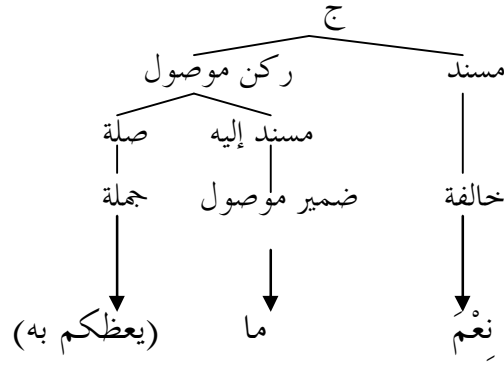 ج
مسند ركن موصول
مسند إليه صلة
خالفة ضمير موصول جملة
نِعْمَ ما (يعظكم به)